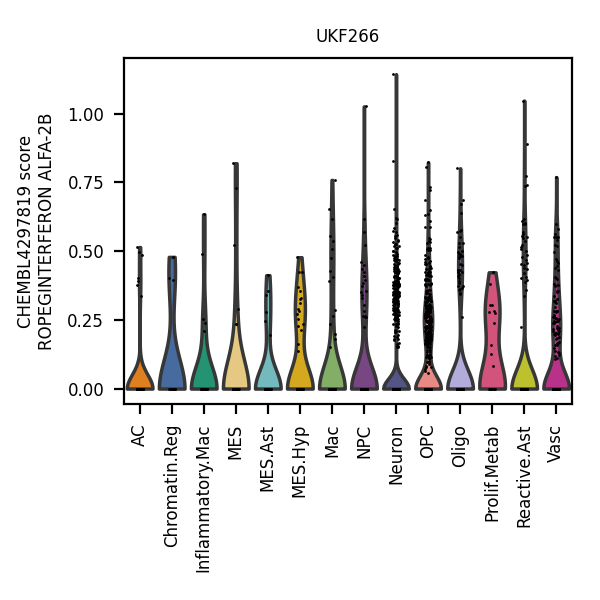 UKF266
CHEMBL4297819 score
ROPEGINTERFERON ALFA-2B
1.00
0.75
0.50
0.25
0.00
AC
Chromatin.Reg
Inflammatory.Mac
MES
MES.Ast
MES.Hyp
Mac
NPC
Neuron
OPC
Oligo
Prolif.Metab
Reactive.Ast
Vasc